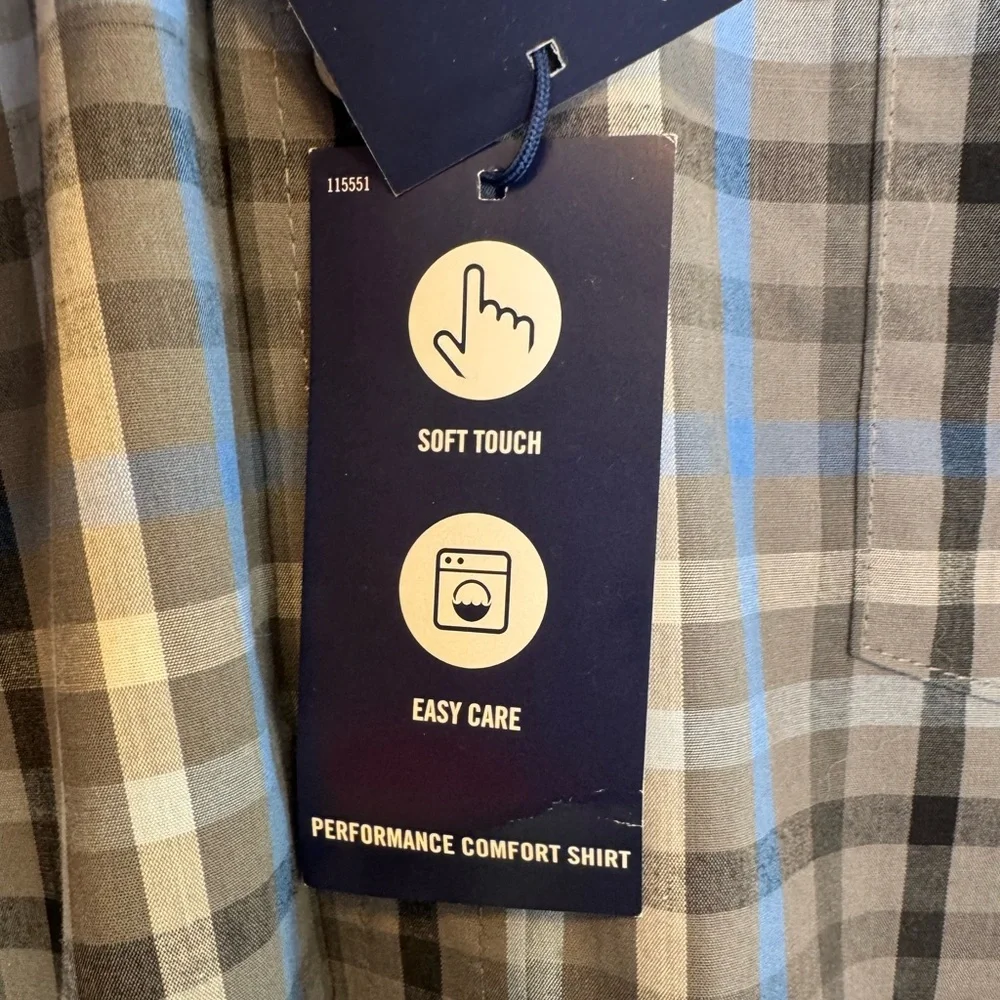 115551
SOFT TOUCH
EASY CARE
PERFORMANCE COMFORT SHIRT